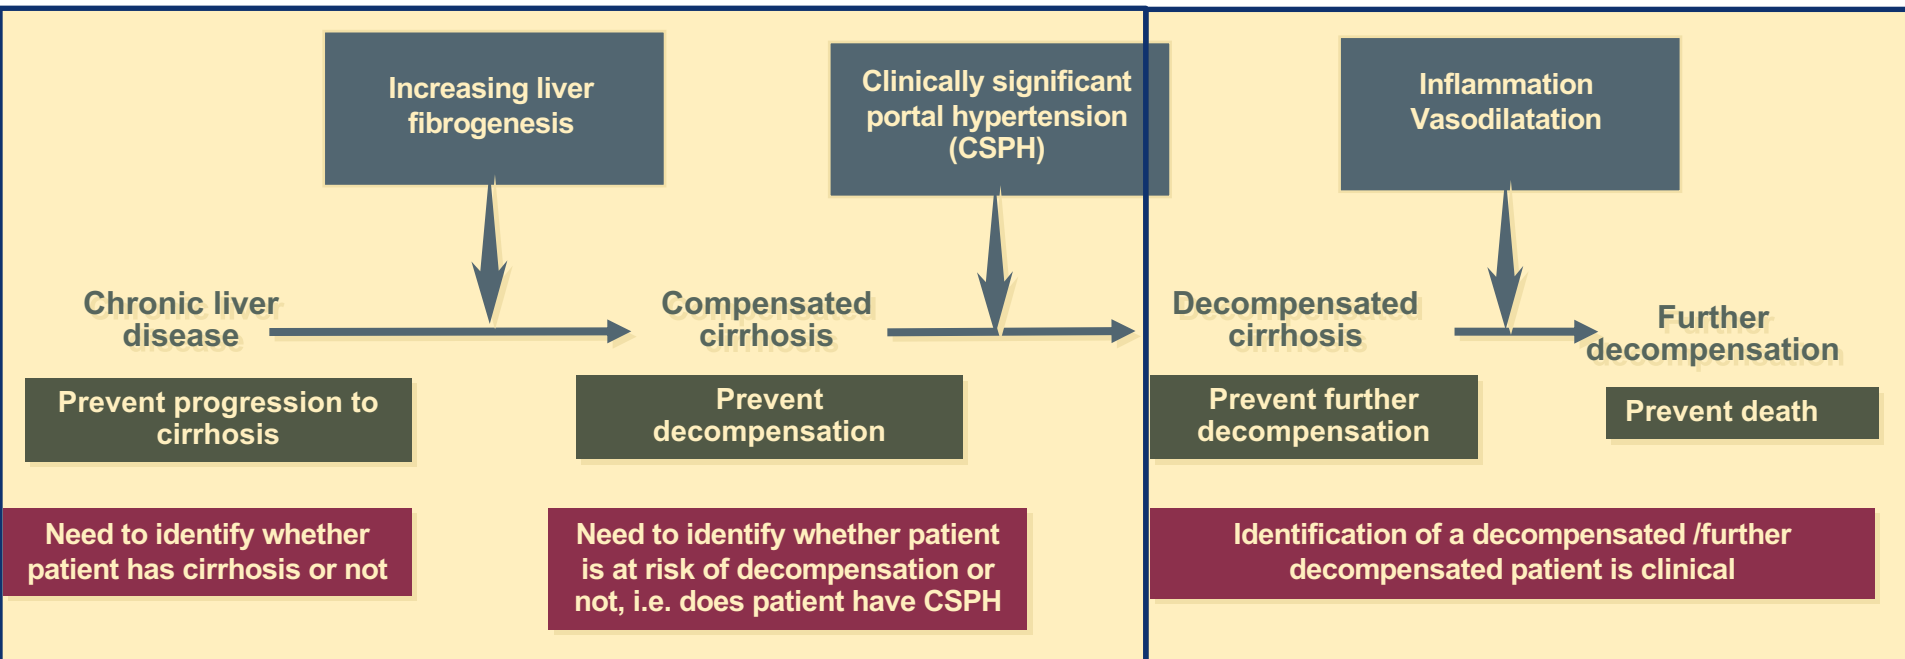 Increasing liver
fibrogenesis
Clinically significant
portal hypertension
(CSPH)
Inflammation
Vasodilatation
Chronic liver
disease
Compensated
cirrhosis
Decompensated
cirrhosis
Further
decompensation
Prevent progression to
cirrhosis
Prevent
decompensation
Prevent further
decompensation
Prevent death
Need to identify whether
patient has cirrhosis or not
Need to identify whether patient
is at risk of decompensation or
not, i.e. does patient have CSPH
Identification of a decompensated /further
decompensated patient is clinical